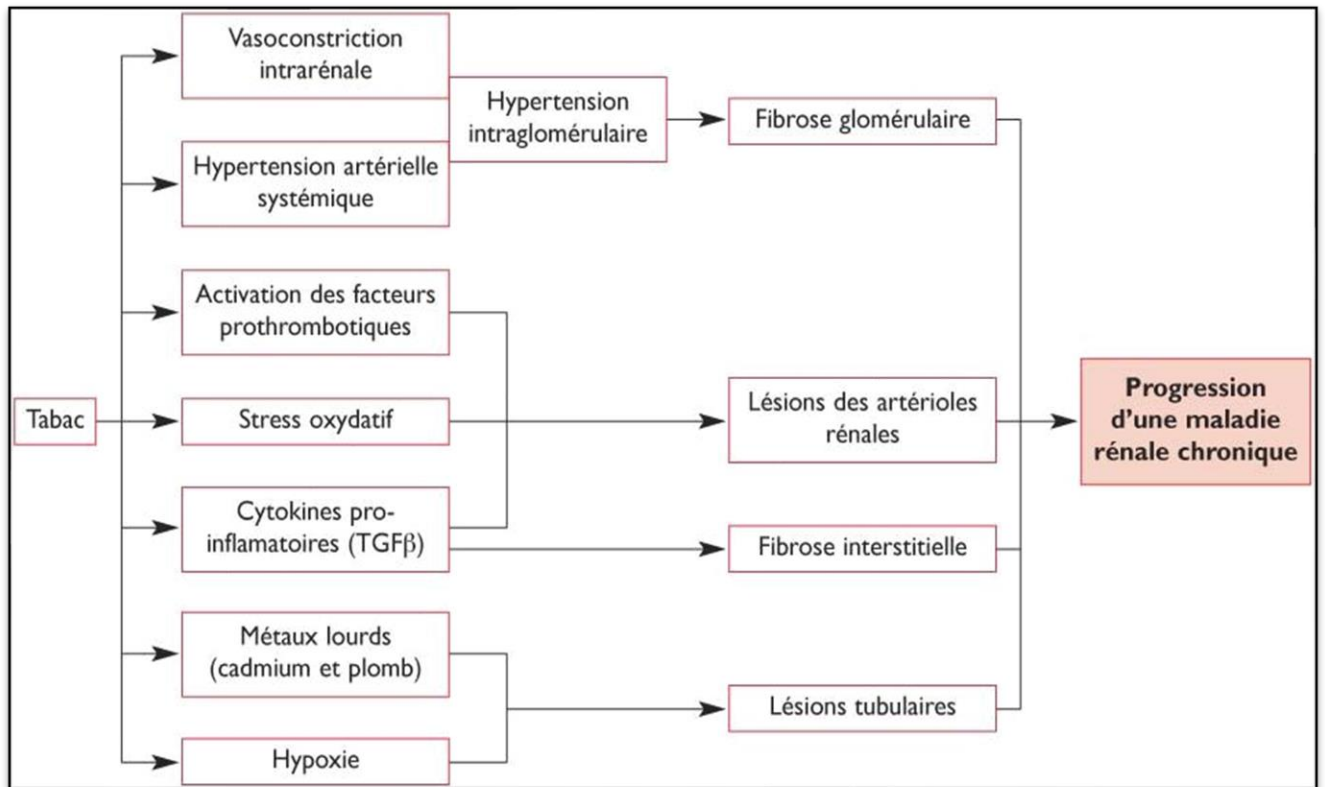 Vasoconstriction
intrarénale
Hypertension
intraglomérulaire
Fibrose glomérulaire
Hypertension artérielle
systémique
Activation des facteurs
prothrombotiques
Tabac
Stress oxydatif
Lésions des artérioles
rénales
Progression
d’une maladie
rénale chronique
Cytokines pro-
inflamatoires (TGFβ)
Fibrose interstitielle
Métaux lourds
(cadmium et plomb)
Lésions tubulaires
Hypoxie